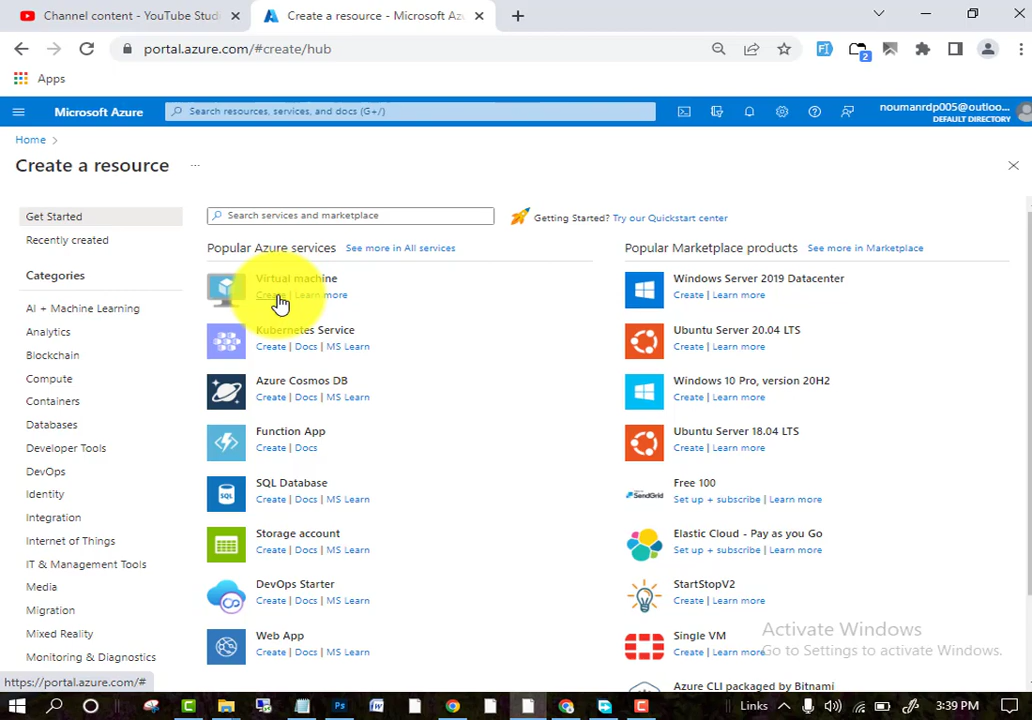 Channel content - YouTube Stud
Create a resource - Microsoft Azu
portal.azure.com/#create/hub
2
Apps
Microsoft Azure
Search resources, services, and docs (G+/)
noumanrdp005@outloo...
DEFAULT DIRECTORY
Home
Create a resource
...
Get Started
Recently created
Categories
AI + Machine Learning
Analytics
Blockchain
Compute
Containers
Databases
Developer Tools
DevOps
Identity
Integration
Internet of Things
IT & Management Tools
Media
Migration
Mixed Reality
Monitoring & Diagnostics
Search services and marketplace
Getting Started? Try our Quickstart center
Popular Azure services See more in All services
Virtual machine
Create | Learn more
Kubernetes Service
Create | Docs | MS Learn
Azure Cosmos DB
Create | Docs | MS Learn
Function App
Create | Docs
SQL Database
SQL
Create | Docs | MS Learn
Storage account
Create | Docs | MS Learn
DevOps Starter
Create | Docs | MS Learn
Web App
Create | Docs | MS Learn
Popular Marketplace products See more in Marketplace
Windows Server 2019 Datacenter
Create | Learn more
Ubuntu Server 20.04 LTS
Create | Learn more
Windows 10 Pro, version 20H2
Create | Learn more
Ubuntu Server 18.04 LTS
Create | Learn more
Free 100
SendGrid
Set up + subscribe | Learn more
Elastic Cloud - Pay as you Go
Set up + subscribe | Learn more
StartStopV2
Create | Learn more
Single VM
Create | Learn more
Azure CLI packaged by Bitnami
Activate Windows
Go to Settings to activate Windows.
https://portal.azure.com/#
Links
3:39 PM